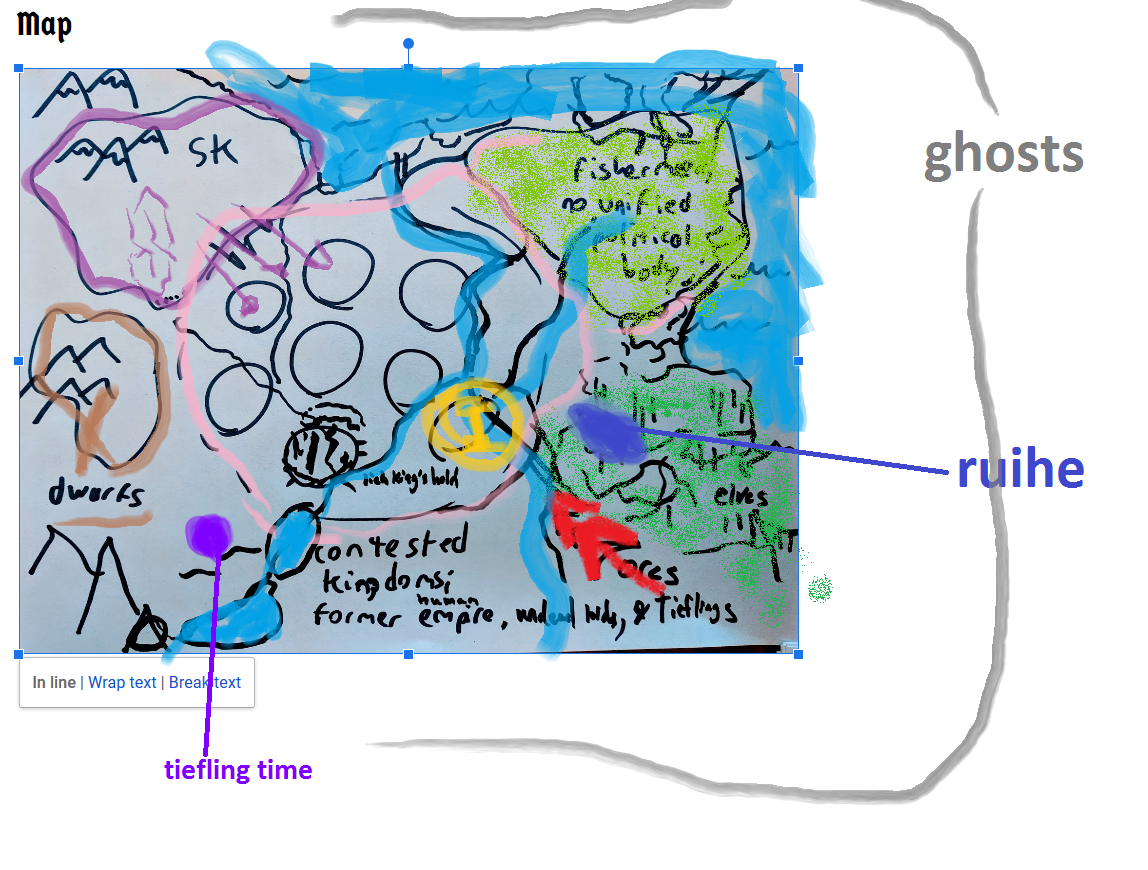 Map
SK
fishermen,
no unified
political
body.
ghosts
I
lich king's hold
ruihe
dwarfs
elves
orcs
contested
kingdoms;
human
former empire, undead hids, & Tieflings
In line | Wrap text | Break text
tiefling time